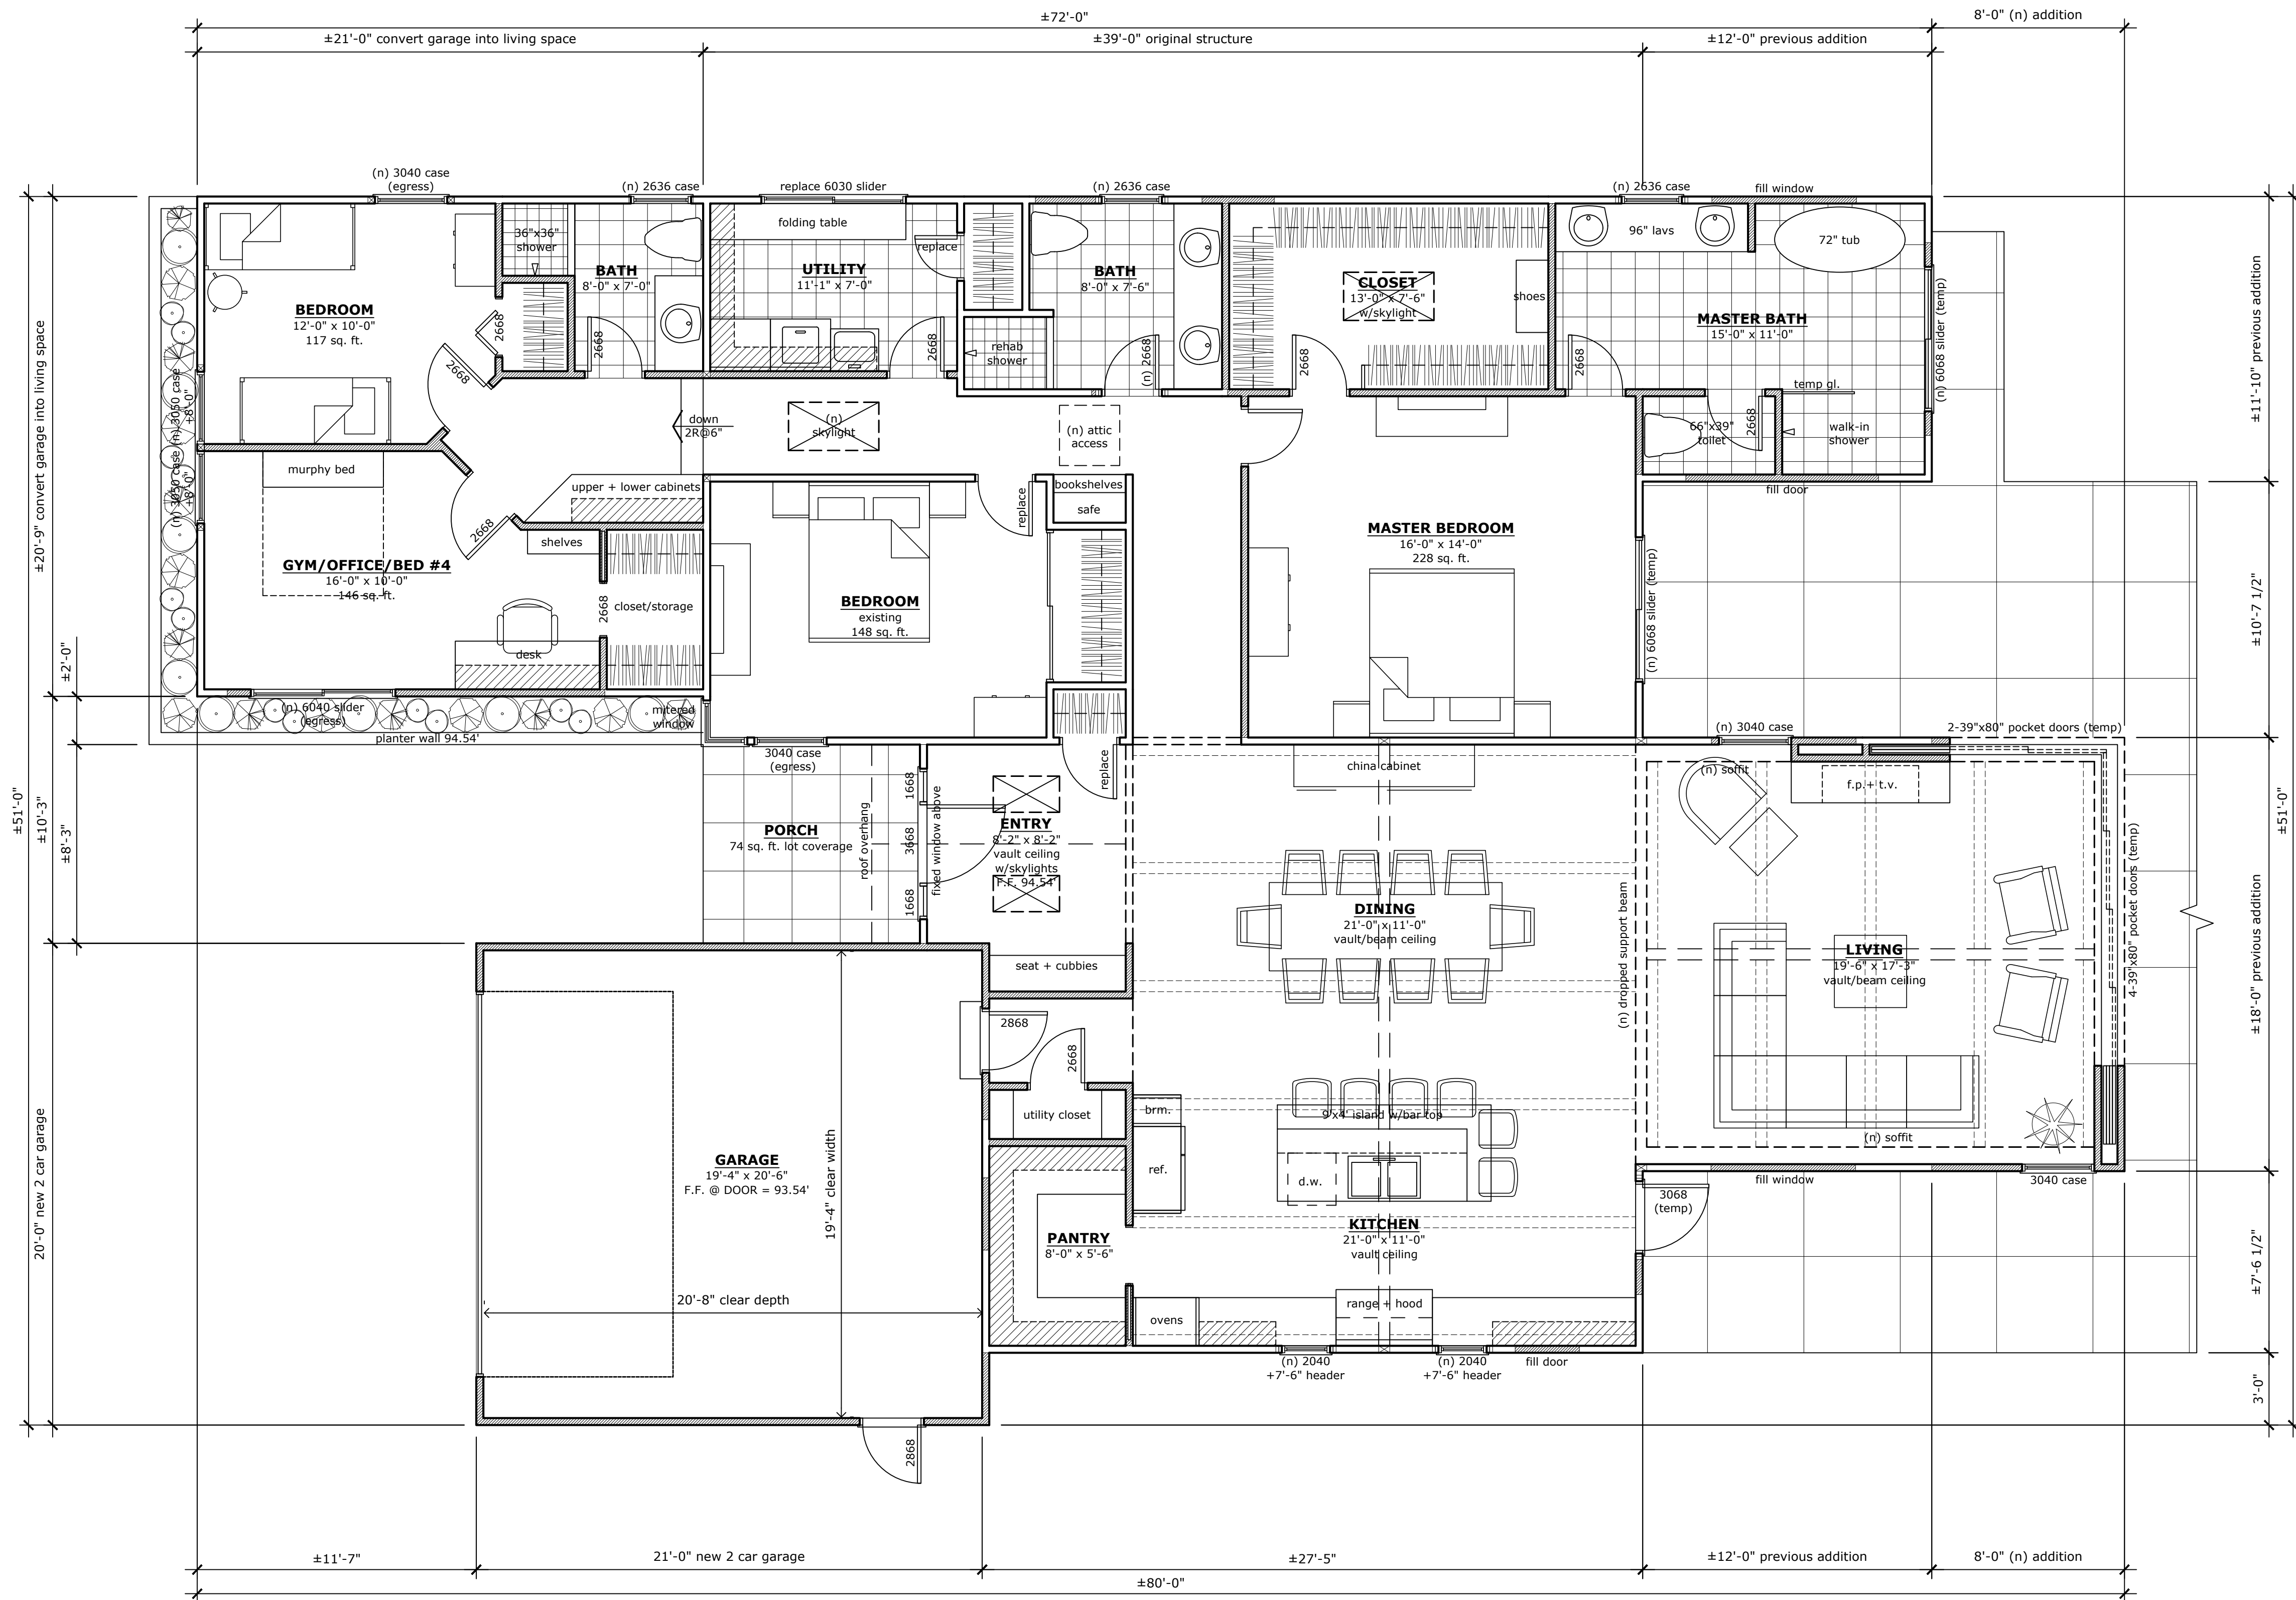 ±72'-0"
8'-0" (n) addition
±21'-0" convert garage into living space
±39'-0" original structure
±12'-0" previous addition
(n) 3040 case
(egress)
(n) 2636 case
replace 6030 slider
(n) 2636 case
(n) 2636 case
fill window
36"x36"
shower
folding table
replace
96" lavs
72" tub
BATH
8'-0" x 7'-0"
UTILITY
11'-1" x 7'-0"
BATH
8'-0" x 7'-6"
CLOSET
13'-0" x 7'-6"
w/skylight
shoes
BEDROOM
12'-0" x 10'-0"
117 sq. ft.
MASTER BATH
15'-0" x 11'-0"
(n) 6068 slider (temp)
2668
2668
2668
2668
rehab
shower
(n) 2668
2668
2668
temp gl.
(n) 3050 case
+8'-0"
(n) 3050 case
+8'-0"
down
2R@6"
(n)
skylight
(n) attic
access
66"x39"
toilet
2668
walk-in
shower
murphy bed
upper + lower cabinets
bookshelves
safe
replace
fill door
2668
shelves
MASTER BEDROOM
16'-0" x 14'-0"
228 sq. ft.
GYM/OFFICE/BED #4
16'-0" x 10'-0"
146 sq. ft.
2668
closet/storage
BEDROOM
existing
148 sq. ft.
(n) 6068 slider (temp)
desk
(n) 6040 slider
(egress)
mitered
window
planter wall 94.54'
3040 case
(egress)
replace
(n) 3040 case
2-39"x80" pocket doors (temp)
china cabinet
(n) soffit
f.p.+ t.v.
1668
3668
1668
fixed window above
roof overhang
PORCH
74 sq. ft. lot coverage
ENTRY
8'-2" x 8'-2"
vault ceiling
w/skylights
F.F. 94.54'
DINING
21'-0" x 11'-0"
vault/beam ceiling
(n) dropped support beam
LIVING
19'-6" x 17'-3"
vault/beam ceiling
4-39"x80" pocket doors (temp)
seat + cubbies
2868
2668
utility closet
brm.
9'x4' island w/bar top
(n) soffit
ref.
d.w.
3040 case
fill window
3068
(temp)
GARAGE
19'-4" x 20'-6"
F.F. @ DOOR = 93.54'
19'-4" clear width
20'-8" clear depth
PANTRY
8'-0" x 5'-6"
KITCHEN
21'-0" x 11'-0"
vault ceiling
range + hood
ovens
(n) 2040
+7'-6" header
(n) 2040
+7'-6" header
fill door
2868
±20'-9" convert garage into living space
±2'-0"
±51'-0"
±10'-3"
±8'-3"
20'-0" new 2 car garage
±11'-10" previous addition
±10'-7 1/2"
±51'-0"
±18'-0" previous addition
±7'-6 1/2"
3'-0"
±11'-7"
21'-0" new 2 car garage
±27'-5"
±12'-0" previous addition
8'-0" (n) addition
±80'-0"